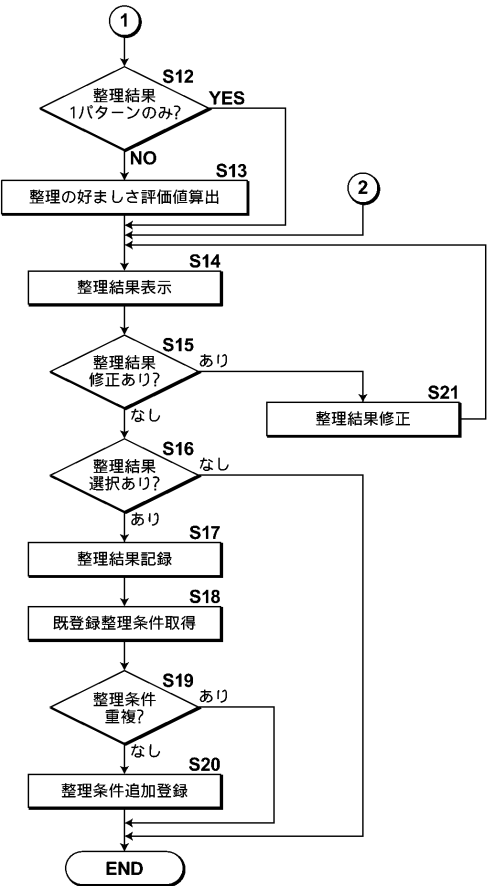 1
S12
整理結果
1パターンのみ?
YES
NO
S13
整理の好ましさ評価値算出
2
S14
整理結果表示
S15
整理結果
修正あり?
あり
なし
S21
整理結果修正
S16
整理結果
選択あり?
なし
あり
S17
整理結果記録
S18
既登録整理条件取得
S19
整理条件
重複?
あり
なし
S20
整理条件追加登録
END